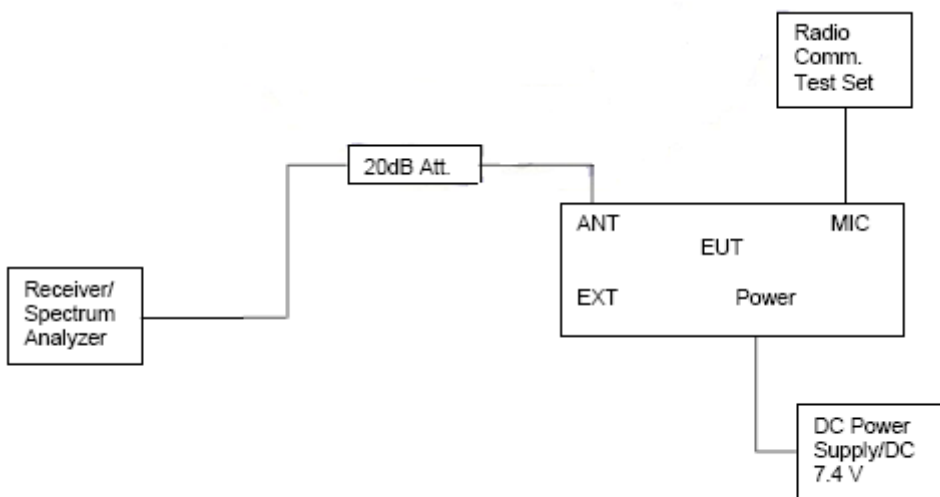 Radio
Comm.
Test Set
20dB Att.
ANT
MIC
EUT
EXT
Power
Receiver/
Spectrum
Analyzer
DC Power
Supply/DC
7.4 V